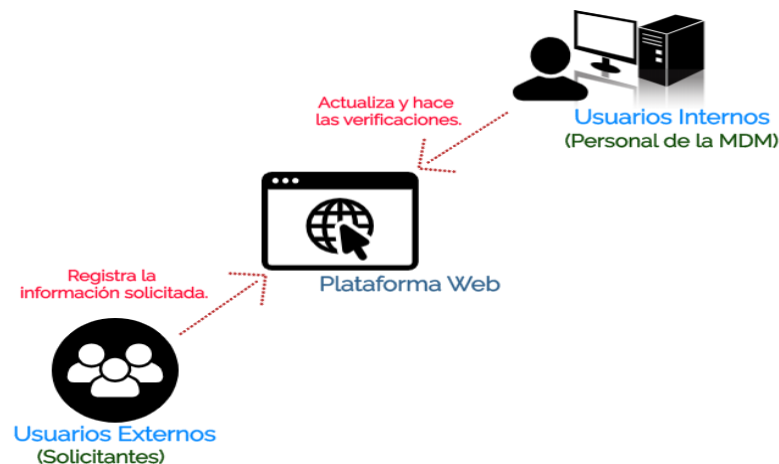 Actualiza y hace
las verificaciones.
Usuarios Internos
(Personal de la MDM)
Plataforma Web
Registra la
información solicitada.
Usuarios Externos
(Solicitantes)